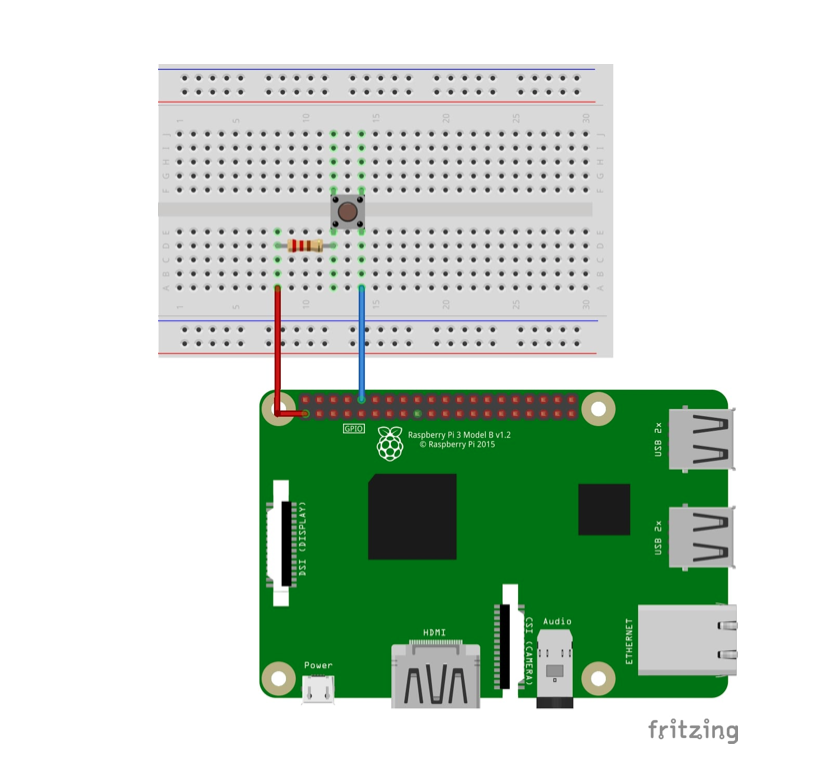 1 5 10 15 20 25 30
J J
I I
H H
G G
F F
E E
D D
C C
B B
A A
1 5 10 15 20 25 30
GPIO
Raspberry Pi 3 Model B v1.2
© Raspberry Pi 2015
USB 2x
DSI (DISPLAY)
USB 2x
HDMI
CSI (CAMERA)
Audio
ETHERNET
Power
fritzing